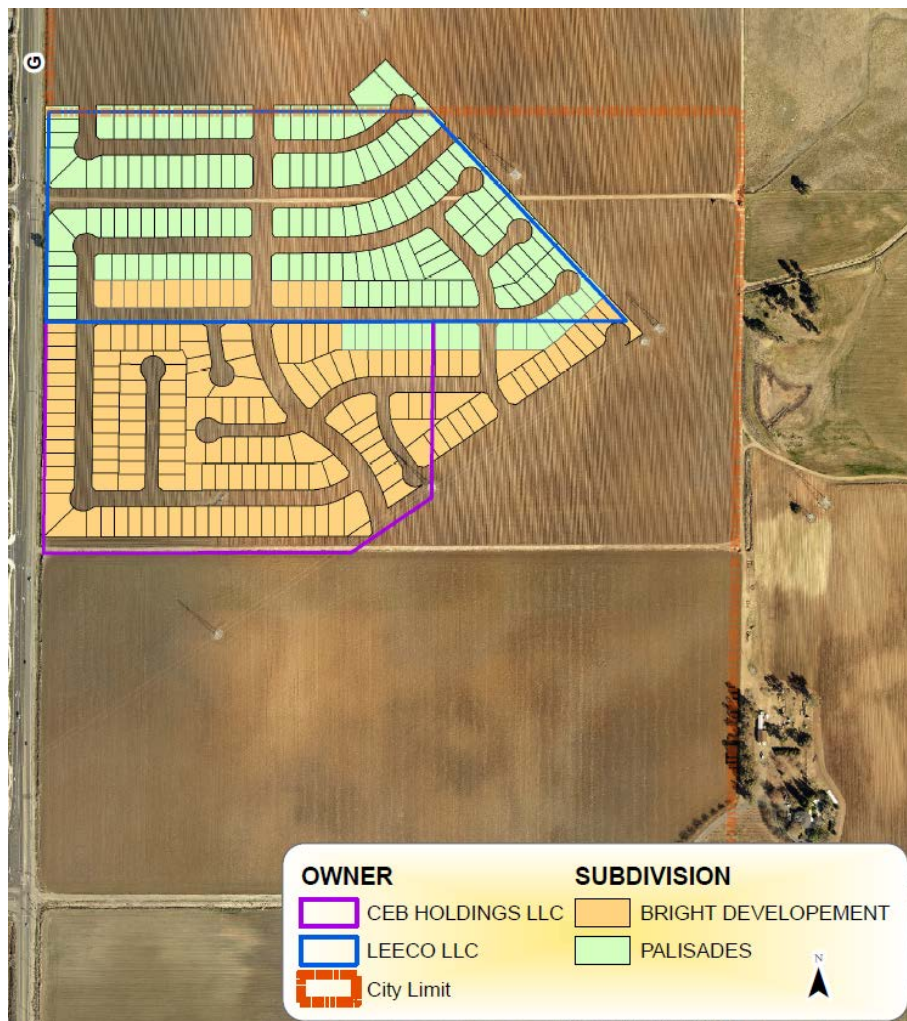 G
OWNER
SUBDIVISION
CEB HOLDINGS LLC
BRIGHT DEVELOPEMENT
LEECO LLC
PALISADES
City Limit
N